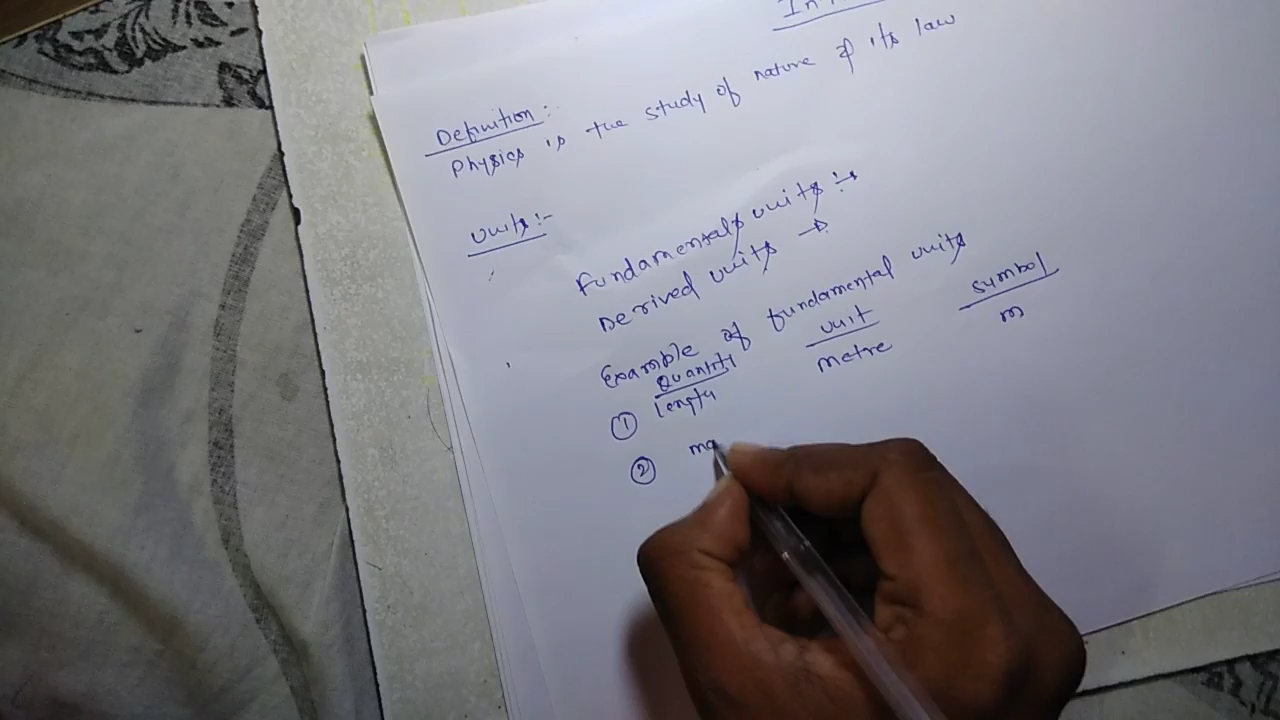 Definition:
Physics is the study of nature & its law
Units:-
Fundamentals units :→
Derived units →
Example of fundamental units
Quantity unit symbol
① length metre m
② ma